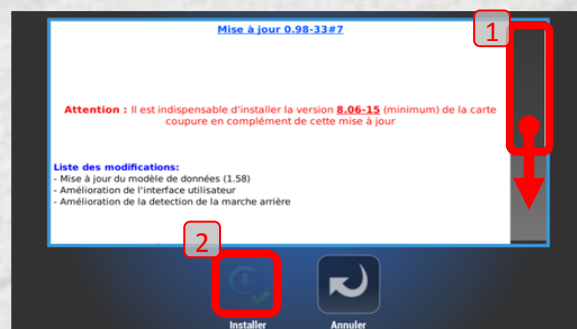 Mise à jour 0.98-33#7
1
Attention : Il est indispensable d'installer la version 8.06-15 (minimum) de la carte
coupure en complément de cette mise à jour
Liste des modifications:
- Mise à jour du modèle de données (1.58)
- Amélioration de l'interface utilisateur
- Amélioration de la detection de la marche arrière
2
Installer Annuler